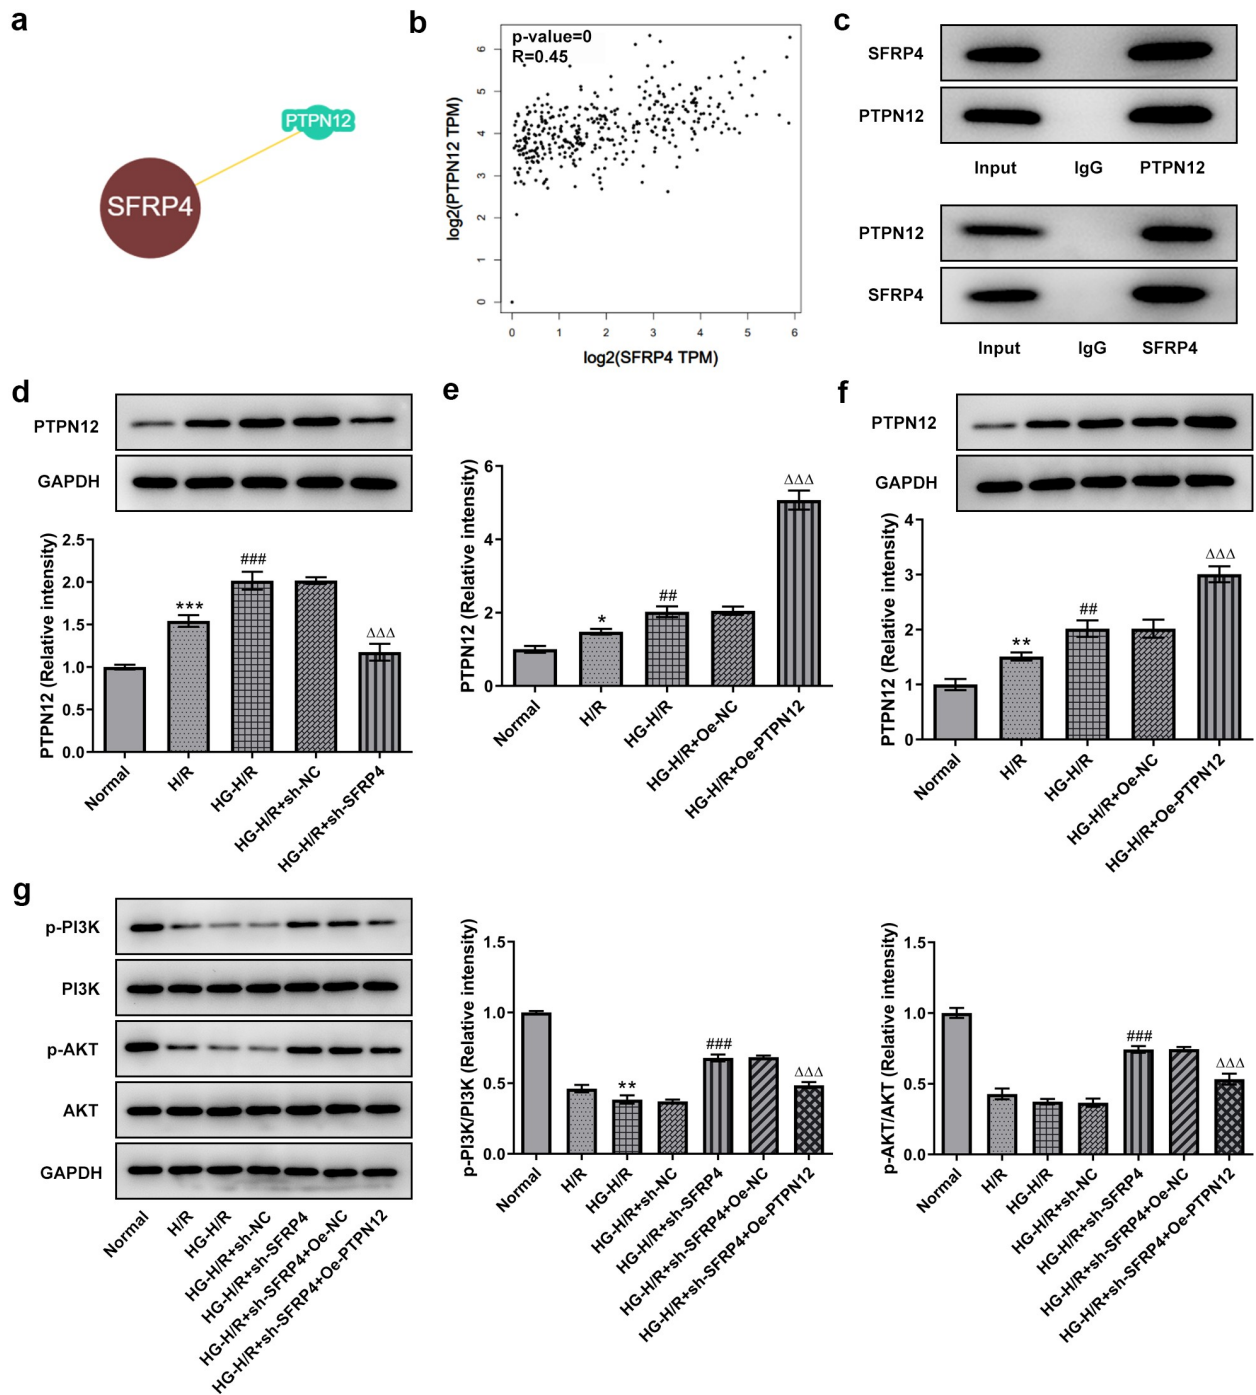 a
PTPN12
SFRP4
b
p-value=0
R=0.45
log2(PTPN12 TPM)
6
5
4
3
2
1
0
0 1 2 3 4 5 6
log2(SFRP4 TPM)
c
SFRP4
PTPN12
Input IgG PTPN12
PTPN12
SFRP4
Input IgG SFRP4
d
PTPN12
GAPDH
PTPN12 (Relative intensity)
2.5
2.0
1.5
1.0
0.5
0.0
***
###
ΔΔΔ
Normal
H/R
HG-H/R
HG-H/R+sh-NC
HG-H/R+sh-SFRP4
e
PTPN12 (Relative intensity)
6
4
2
0
*
##
ΔΔΔ
Normal
H/R
HG-H/R
HG-H/R+Oe-NC
HG-H/R+Oe-PTPN12
f
PTPN12
GAPDH
PTPN12 (Relative intensity)
4
3
2
1
0
**
##
ΔΔΔ
Normal
H/R
HG-H/R
HG-H/R+Oe-NC
HG-H/R+Oe-PTPN12
g
p-PI3K
PI3K
p-AKT
AKT
GAPDH
Normal
H/R
HG-H/R
HG-H/R+sh-NC
HG-H/R+sh-SFRP4
HG-H/R+sh-SFRP4+Oe-NC
HG-H/R+sh-SFRP4+Oe-PTPN12
p-PI3K/PI3K (Relative intensity)
1.5
1.0
0.5
0.0
**
###
ΔΔΔ
Normal
H/R
HG-H/R
HG-H/R+sh-NC
HG-H/R+sh-SFRP4
HG-H/R+sh-SFRP4+Oe-NC
HG-H/R+sh-SFRP4+Oe-PTPN12
p-AKT/AKT (Relative intensity)
1.5
1.0
0.5
0.0
###
ΔΔΔ
Normal
H/R
HG-H/R
HG-H/R+sh-NC
HG-H/R+sh-SFRP4
HG-H/R+sh-SFRP4+Oe-NC
HG-H/R+sh-SFRP4+Oe-PTPN12